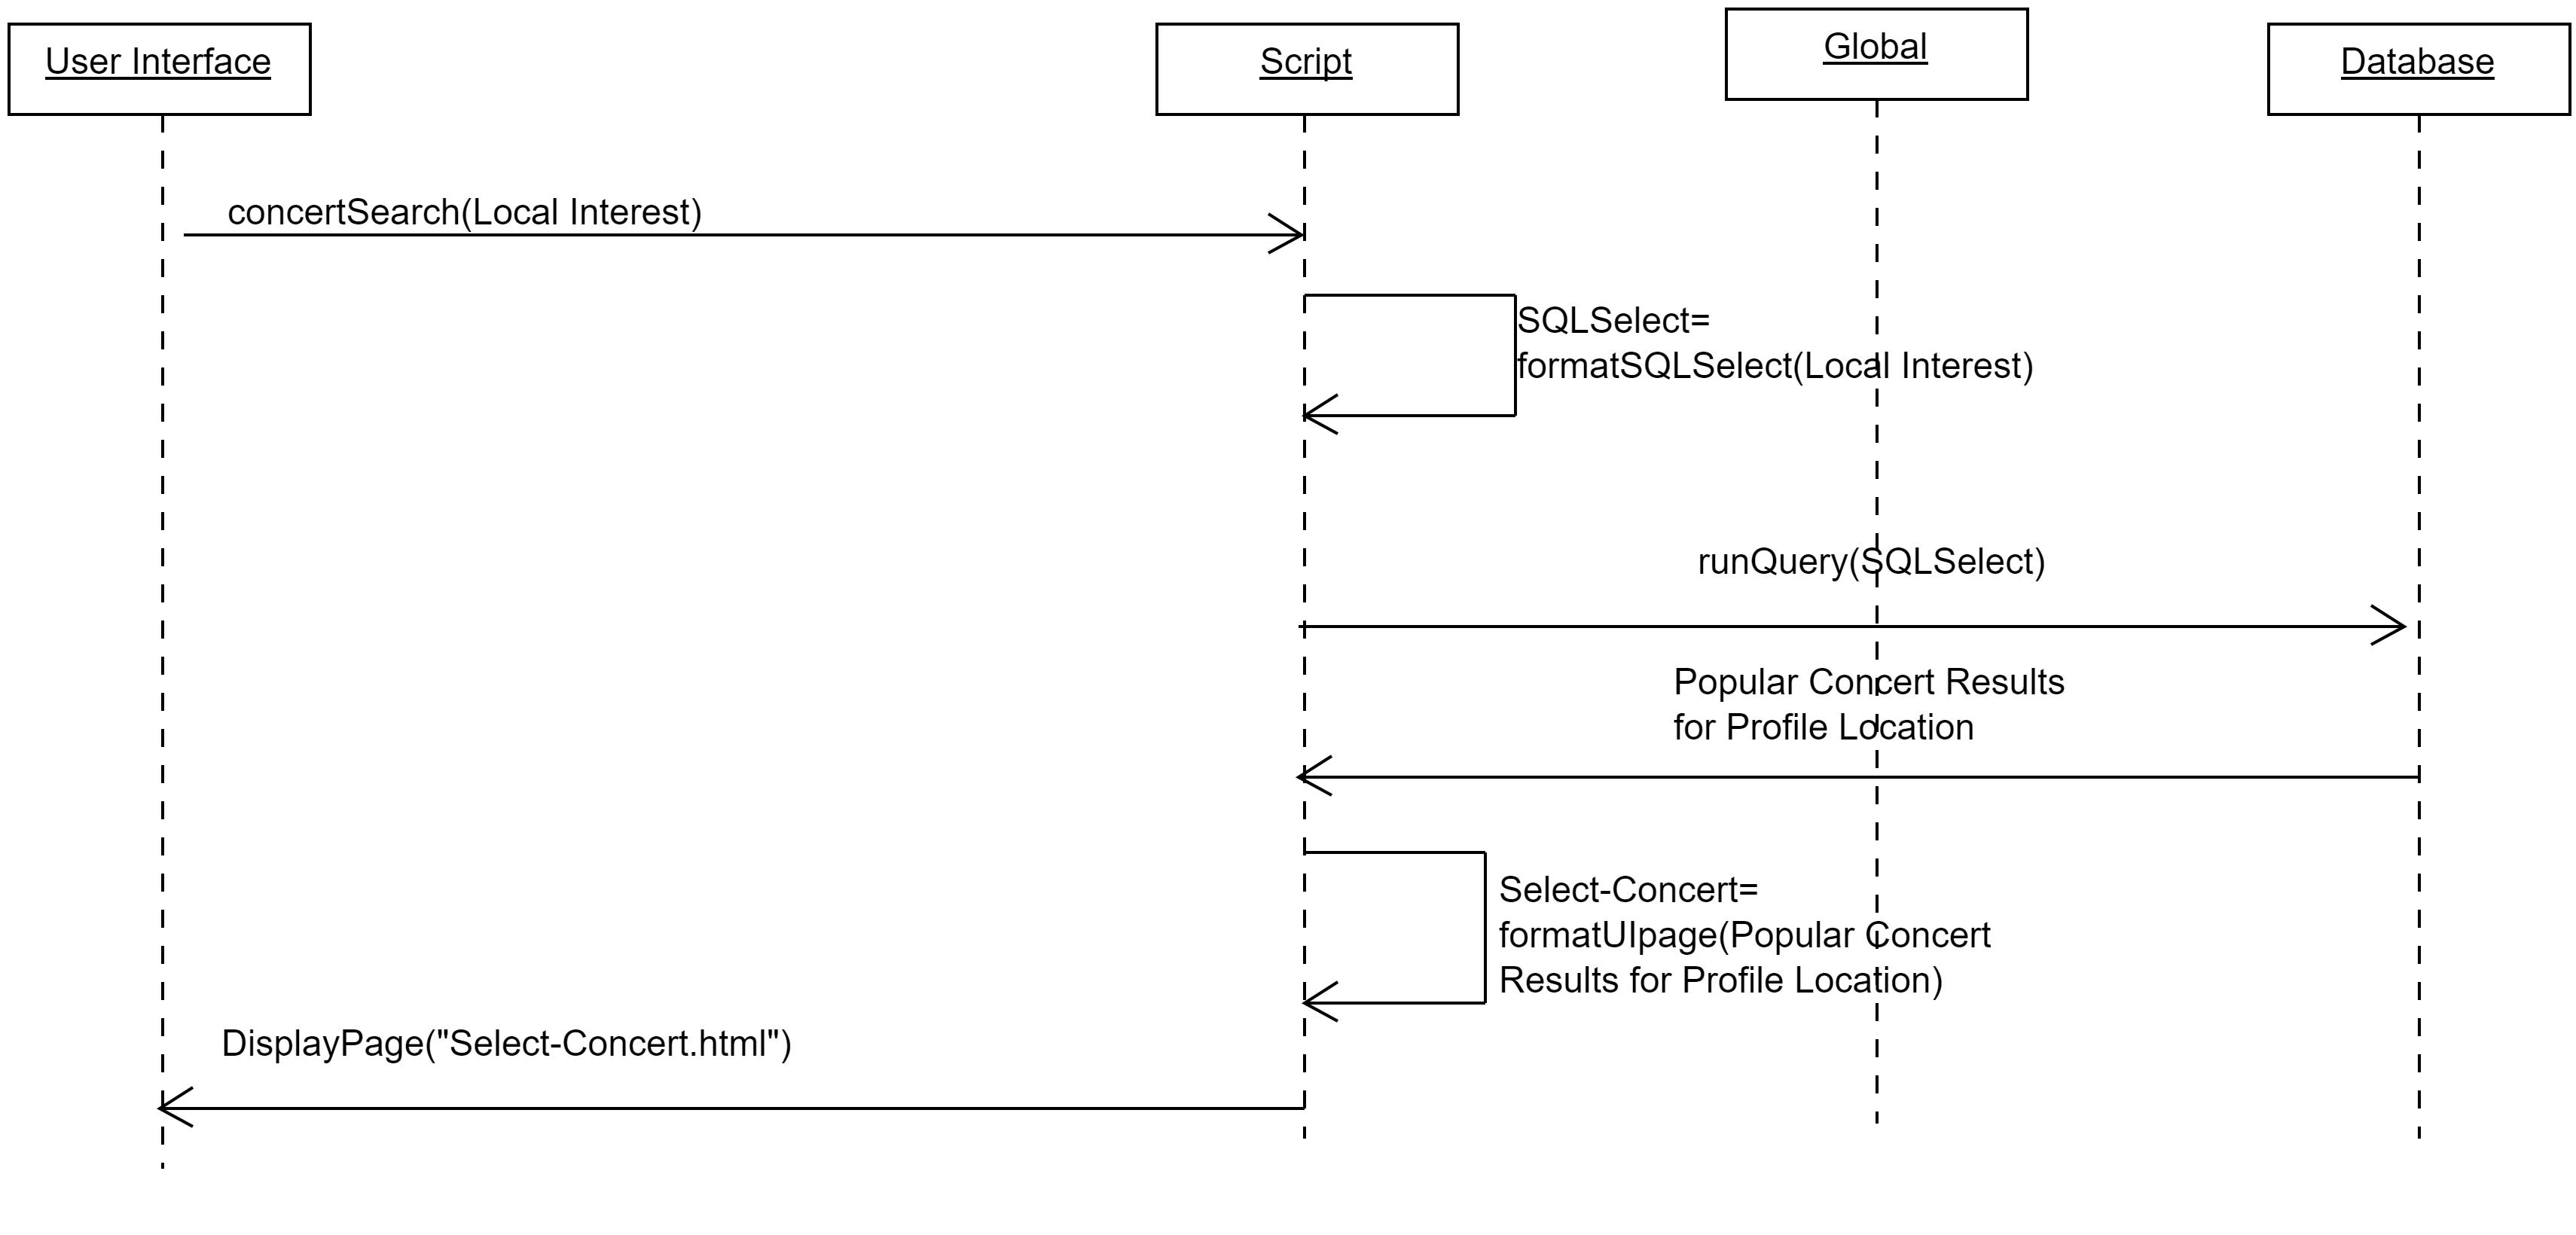 User Interface
Script
Global
Database
concertSearch(Local Interest)
SQLSelect=
formatSQLSelect(Local Interest)
runQuery(SQLSelect)
Popular Concert Results
for Profile Location
Select-Concert=
formatUIpage(Popular Concert
Results for Profile Location)
DisplayPage("Select-Concert.html")